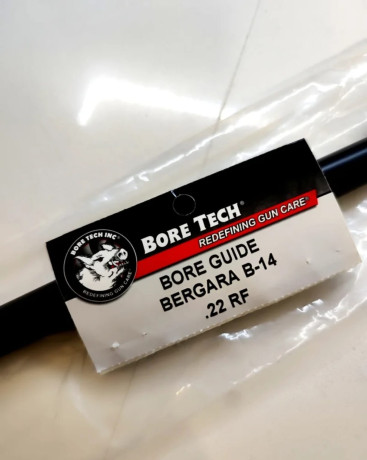 BORE TECH INC
REDEFINING GUN CARE
BORE TECH®
REDEFINING GUN CARE®
BORE GUIDE
BERGARA B-14
.22 RF